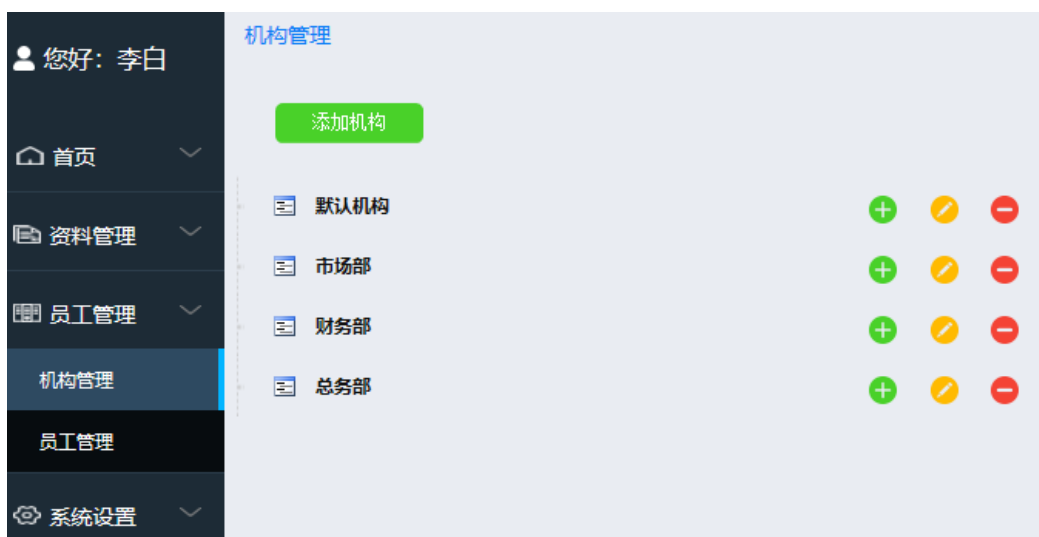 您好：李白
首页
资料管理
员工管理
机构管理
员工管理
系统设置
机构管理
添加机构
默认机构
市场部
财务部
总务部